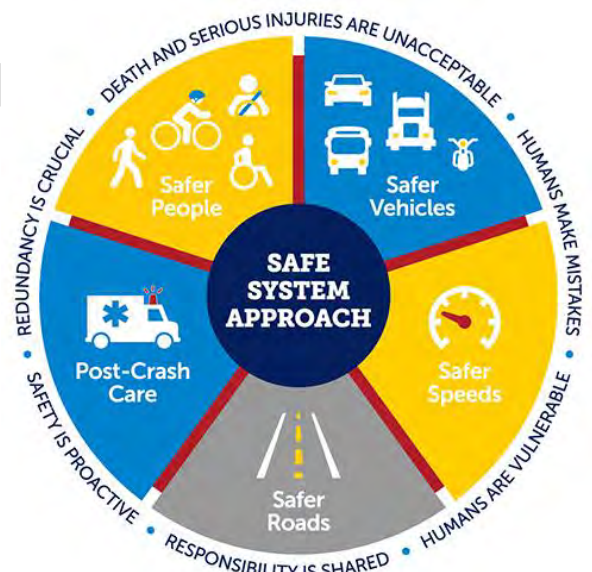 DEATH AND SERIOUS INJURIES ARE UNACCEPTABLE
HUMANS MAKE MISTAKES
HUMANS ARE VULNERABLE
RESPONSIBILITY IS SHARED
SAFETY IS PROACTIVE
REDUNDANCY IS CRUCIAL
Safer
People
Safer
Vehicles
SAFE
SYSTEM
APPROACH
Safer
Speeds
Post-Crash
Care
Safer
Roads